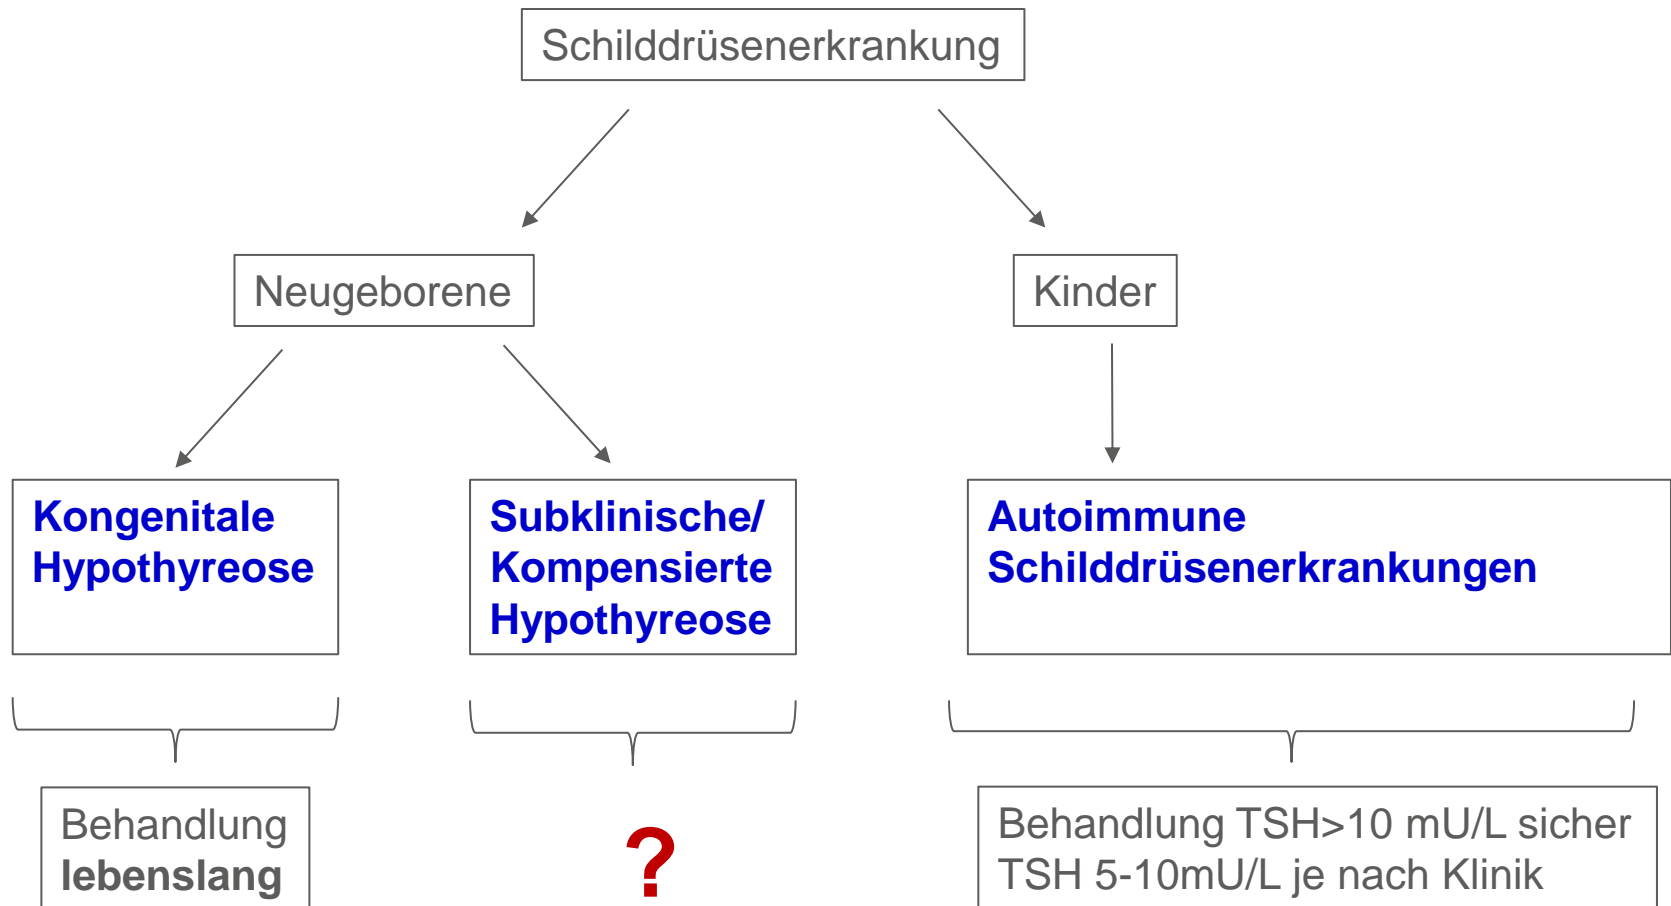 Schilddrüsenerkrankung
Neugeborene
Kinder
Kongenitale
Hypothyreose
Subklinische/
Kompensierte
Hypothyreose
Autoimmune
Schilddrüsenerkrankungen
Behandlung
lebenslang
?
Behandlung TSH>10 mU/L sicher
TSH 5-10mU/L je nach Klinik